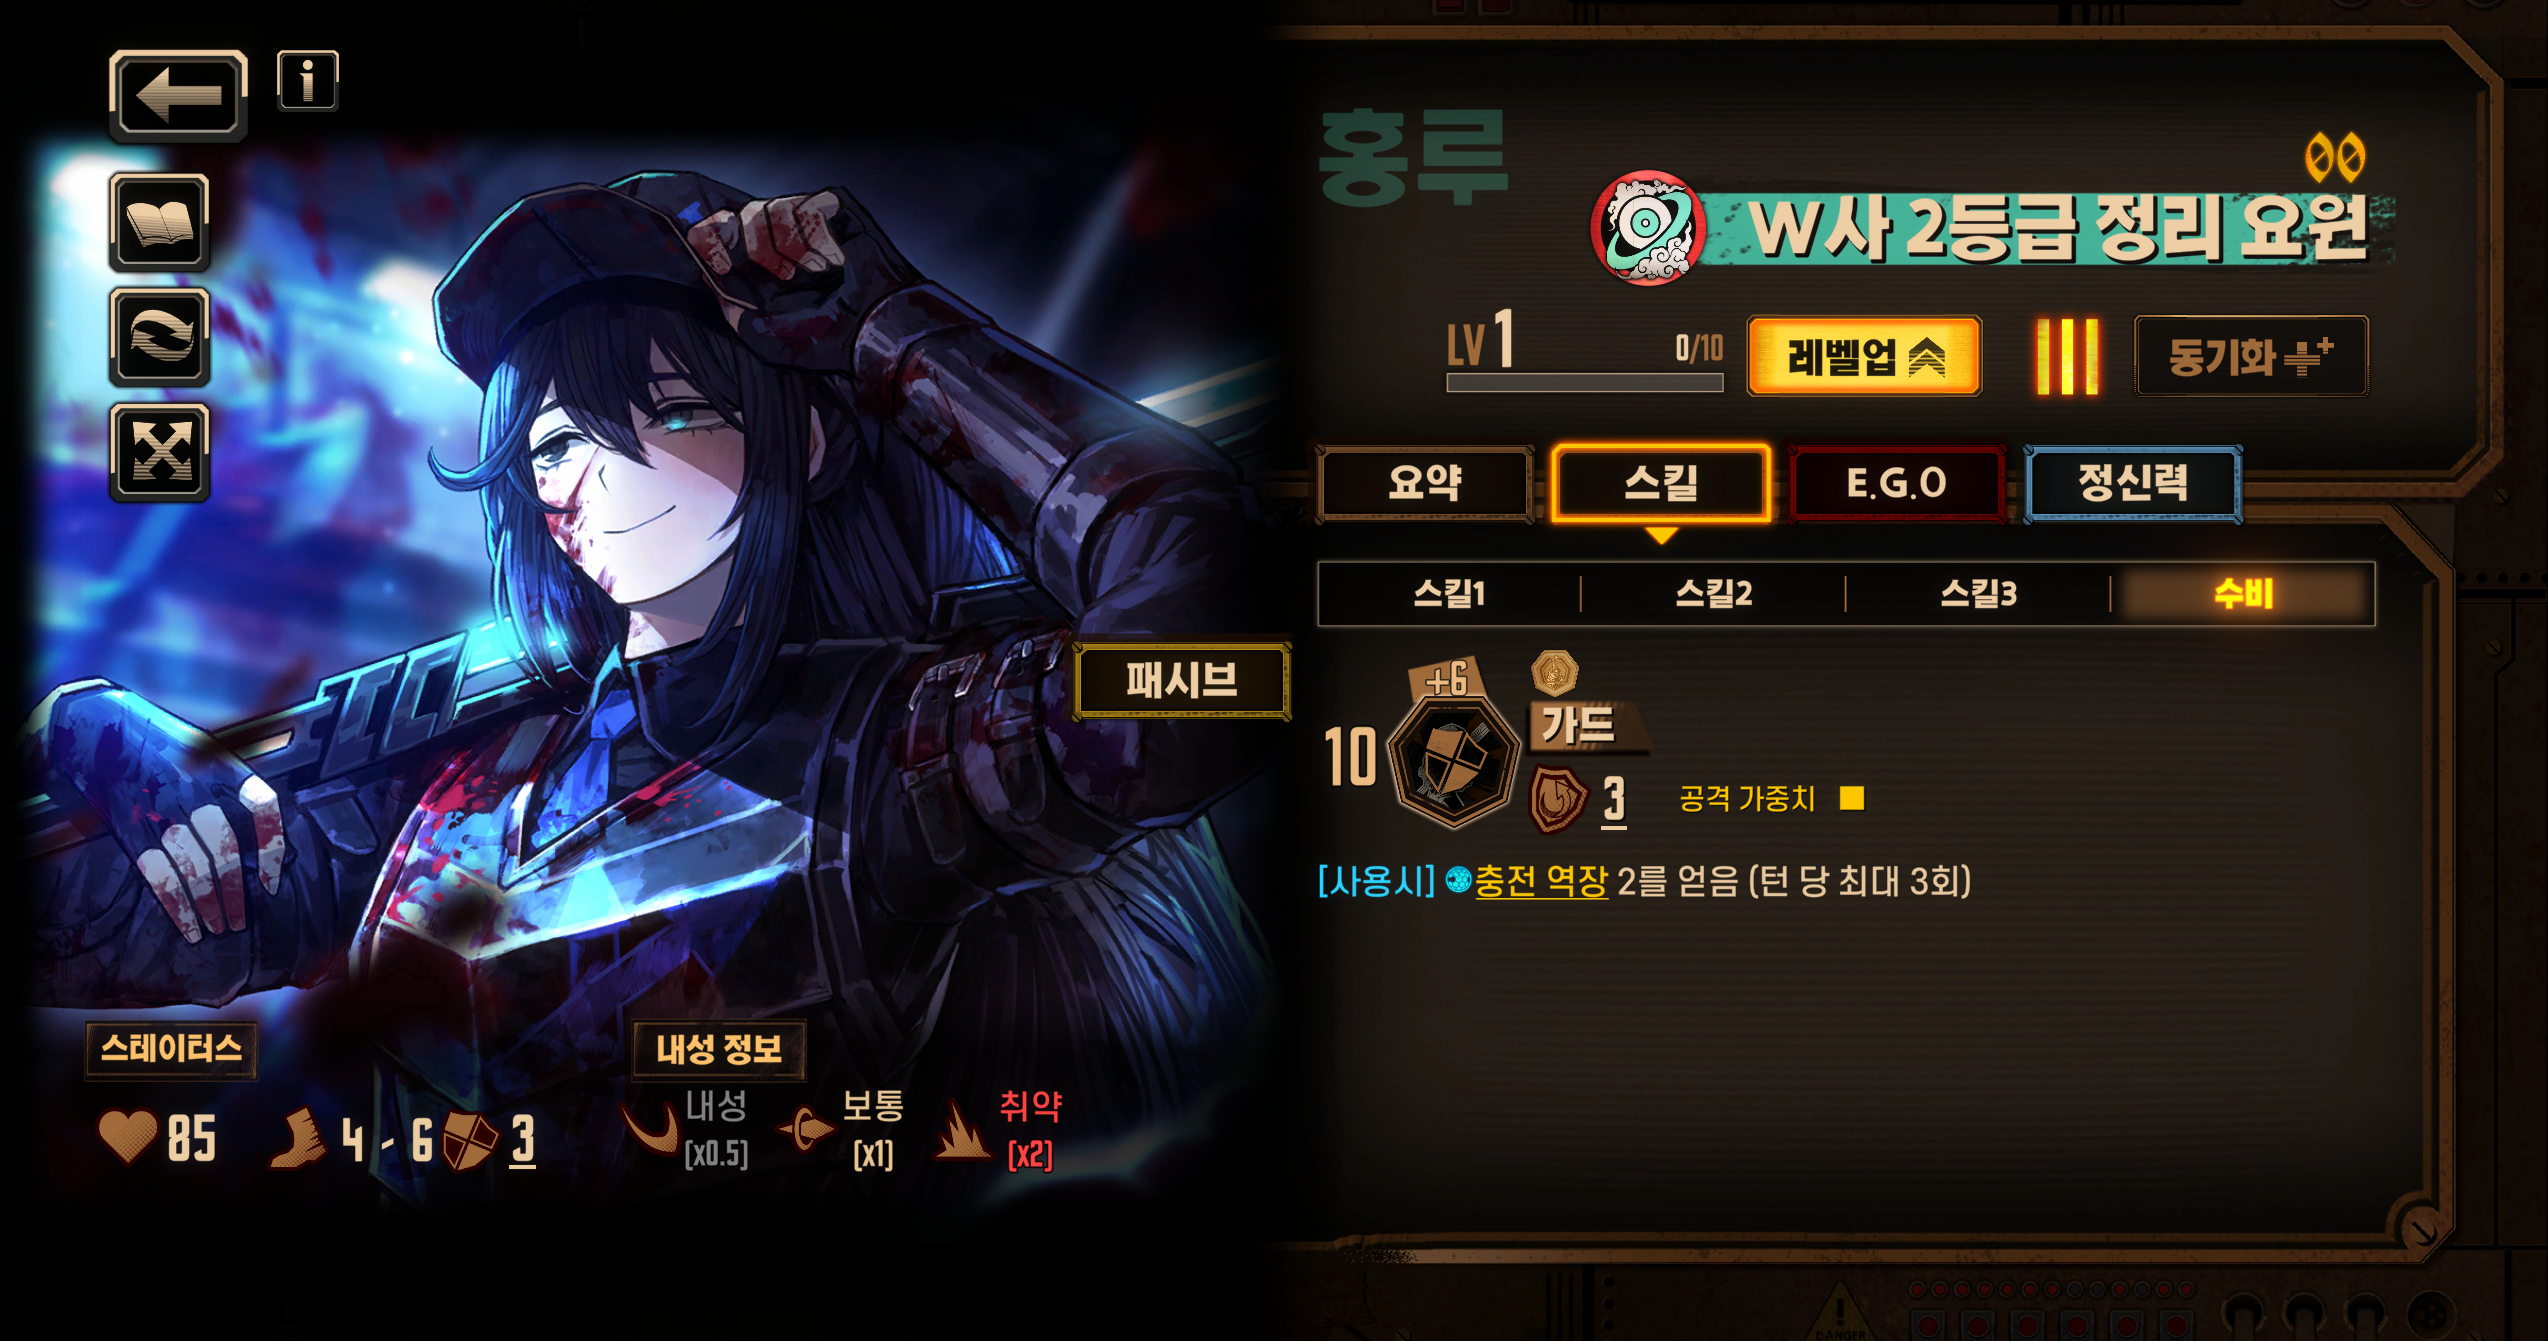 홍루
W사 2등급 정리 요원
LV 1
0/10
레벨업
동기화
요약
스킬
E.G.O
정신력
스킬1
스킬2
스킬3
수비
패시브
+6
10
가드
3
공격 가중치
[사용시] 충전 역장 2를 얻음 (턴 당 최대 3회)
스테이터스
내성 정보
85
4 - 6
3
내성
[x0.5]
보통
[x1]
취약
[x2]
DANGER